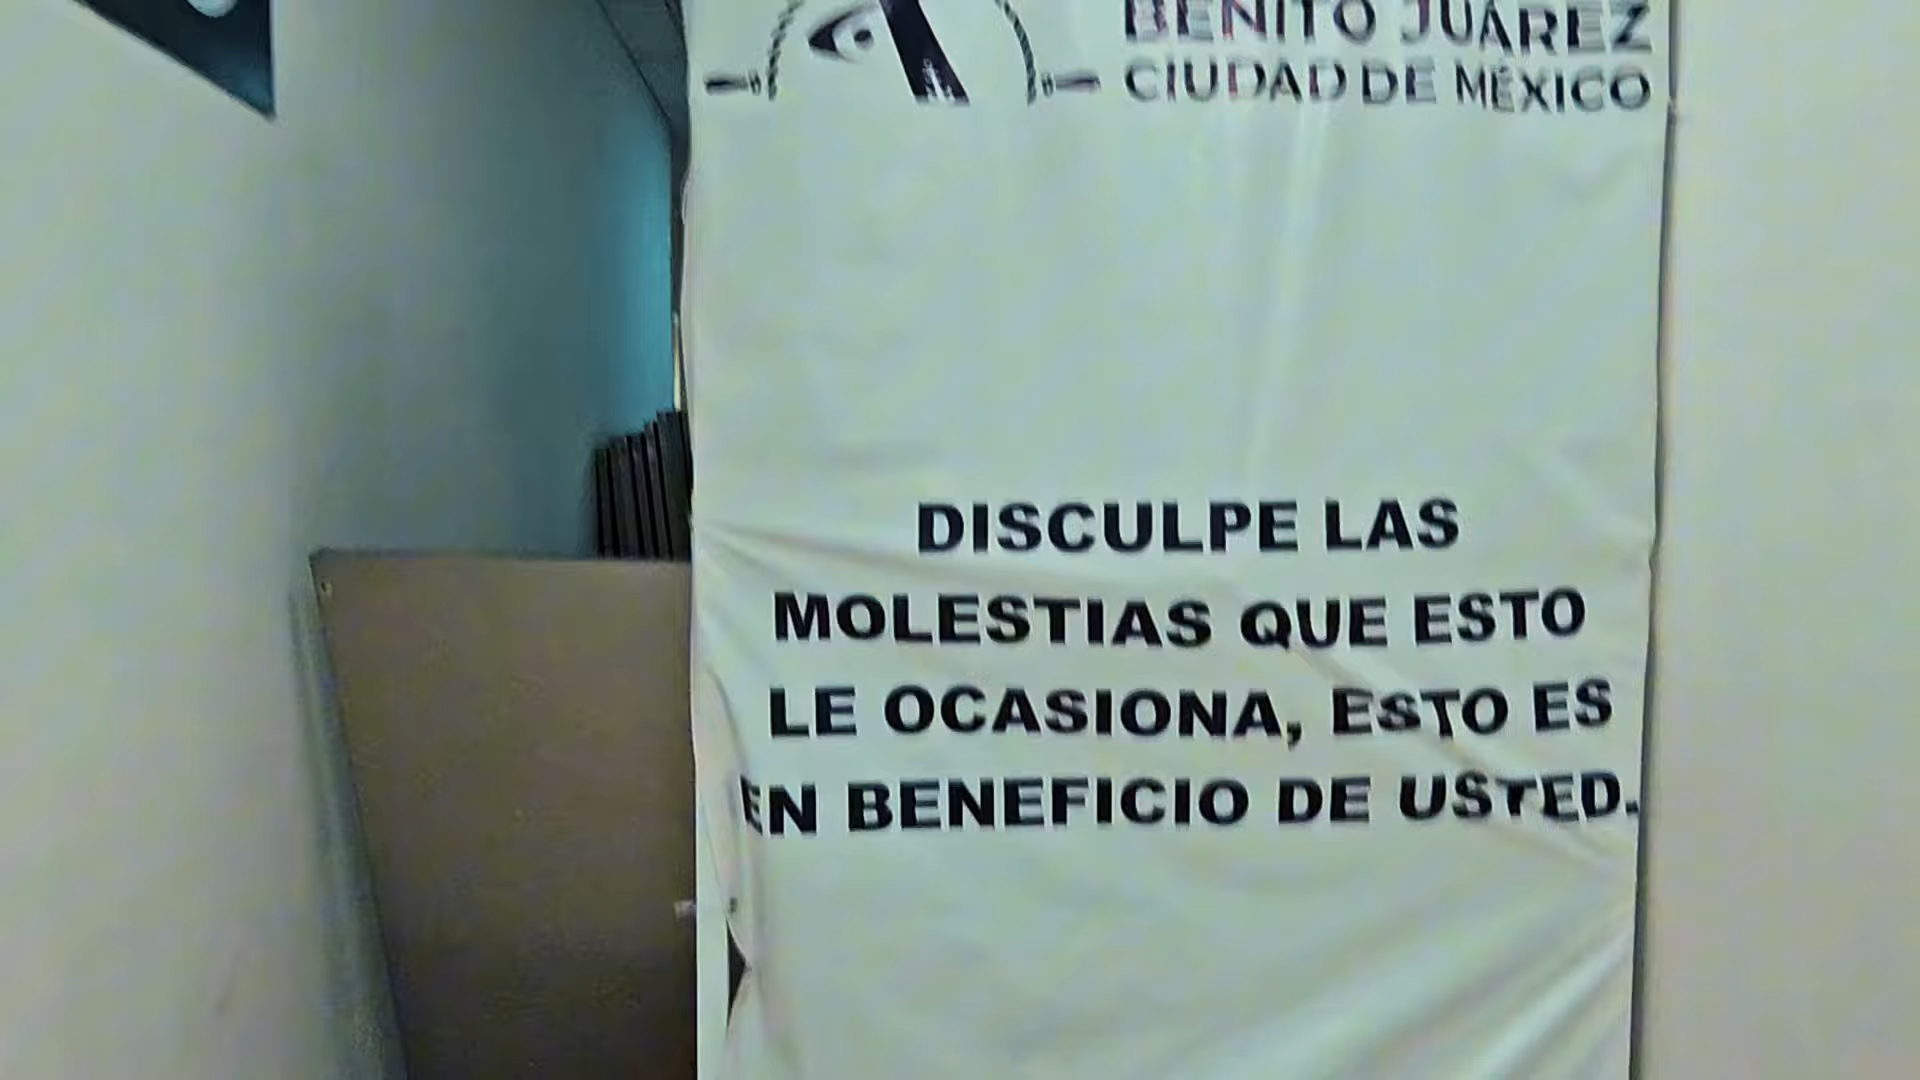 BENITO JUÁREZ
CIUDAD DE MÉXICO
DISCULPE LAS
MOLESTIAS QUE ESTO
LE OCASIONA, ESTO ES
EN BENEFICIO DE USTED.